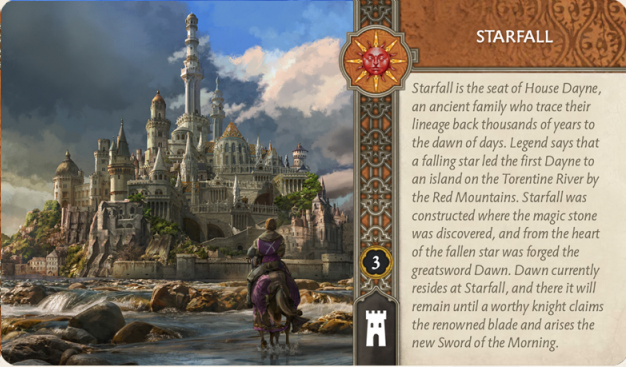 STARFALL
Starfall is the seat of House Dayne,
an ancient family who trace their
lineage back thousands of years to
the dawn of days. Legend says that
a falling star led the first Dayne to
an island on the Torentine River by
the Red Mountains. Starfall was
constructed where the magic stone
was discovered, and from the heart
of the fallen star was forged the
greatsword Dawn. Dawn currently
resides at Starfall, and there it will
remain until a worthy knight claims
the renowned blade and arises the
new Sword of the Morning.
3